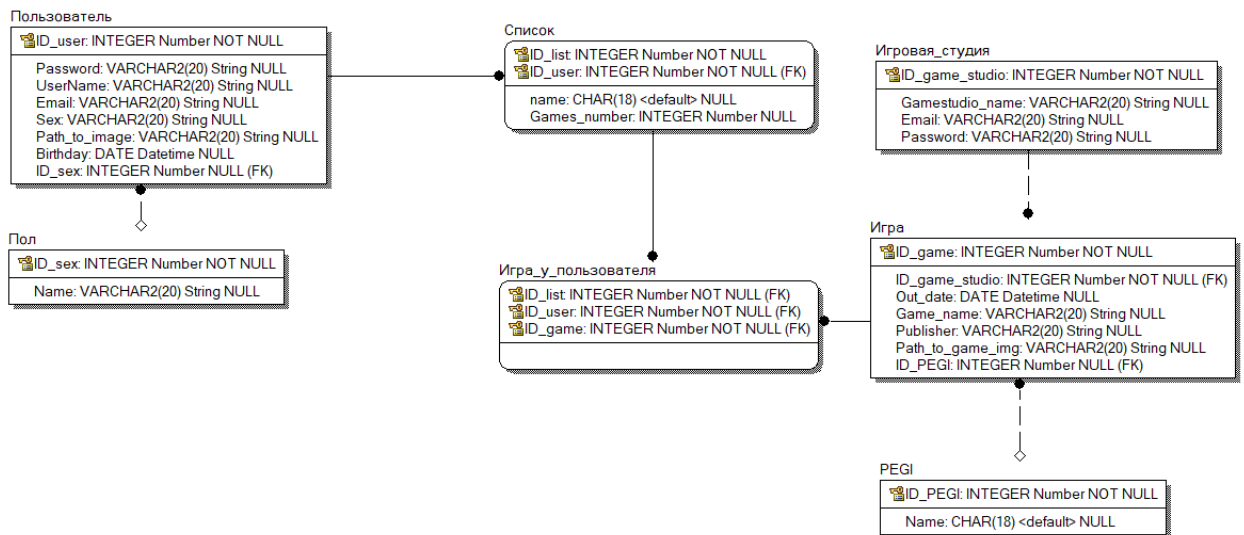 Пользователь
ID_user: INTEGER Number NOT NULL
Password: VARCHAR2(20) String NULL
UserName: VARCHAR2(20) String NULL
Email: VARCHAR2(20) String NULL
Sex: VARCHAR2(20) String NULL
Path_to_image: VARCHAR2(20) String NULL
Birthday: DATE Datetime NULL
ID_sex: INTEGER Number NULL (FK)
Пол
ID_sex: INTEGER Number NOT NULL
Name: VARCHAR2(20) String NULL
Список
ID_list: INTEGER Number NOT NULL
ID_user: INTEGER Number NOT NULL (FK)
name: CHAR(18) <default> NULL
Games_number: INTEGER Number NULL
Игра_у_пользователя
ID_list: INTEGER Number NOT NULL (FK)
ID_user: INTEGER Number NOT NULL (FK)
ID_game: INTEGER Number NOT NULL (FK)
Игровая_студия
ID_game_studio: INTEGER Number NOT NULL
Gamestudio_name: VARCHAR2(20) String NULL
Email: VARCHAR2(20) String NULL
Password: VARCHAR2(20) String NULL
Игра
ID_game: INTEGER Number NOT NULL
ID_game_studio: INTEGER Number NOT NULL (FK)
Out_date: DATE Datetime NULL
Game_name: VARCHAR2(20) String NULL
Publisher: VARCHAR2(20) String NULL
Path_to_game_img: VARCHAR2(20) String NULL
ID_PEGI: INTEGER Number NULL (FK)
PEGI
ID_PEGI: INTEGER Number NOT NULL
Name: CHAR(18) <default> NULL